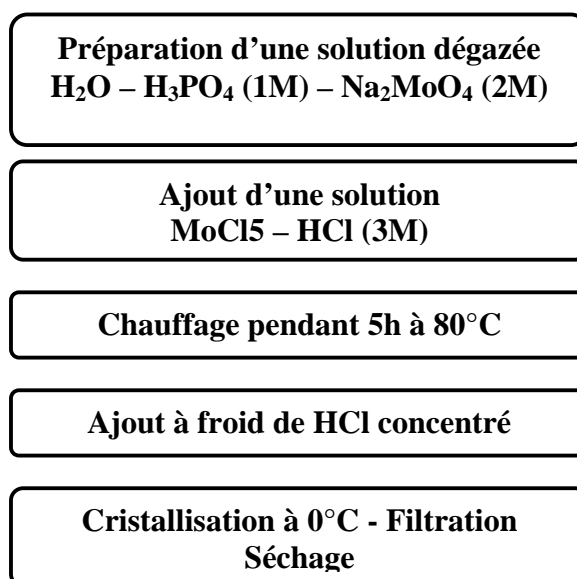 Préparation d’une solution dégazée
H₂O – H₃PO₄ (1M) – Na₂MoO₄ (2M)
Ajout d’une solution
MoCl5 – HCl (3M)
Chauffage pendant 5h à 80°C
Ajout à froid de HCl concentré
Cristallisation à 0°C - Filtration
Séchage